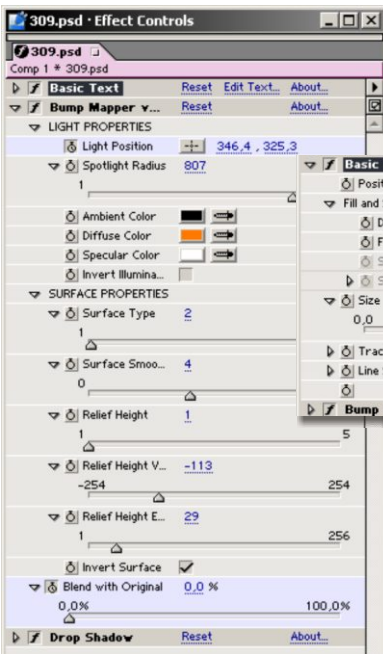 309.psd · Effect Controls
309.psd
Comp 1 * 309.psd
Basic Text Reset Edit Text... About...
Bump Mapper v... Reset About...
LIGHT PROPERTIES
Light Position 346,4 , 325,3
Spotlight Radius 807
1
Ambient Color
Diffuse Color
Specular Color
Invert Illumina...
SURFACE PROPERTIES
Surface Type 2
1
Surface Smoo... 4
0
Relief Height 1
1 5
Relief Height V... -113
-254 254
Relief Height E... 29
1 256
Invert Surface
Blend with Original 0,0 %
0,0% 100,0%
Drop Shadow Reset About...
Basic
Posit
Fill and
D
F
S
S
Size
0,0
Trac
Line
Bump